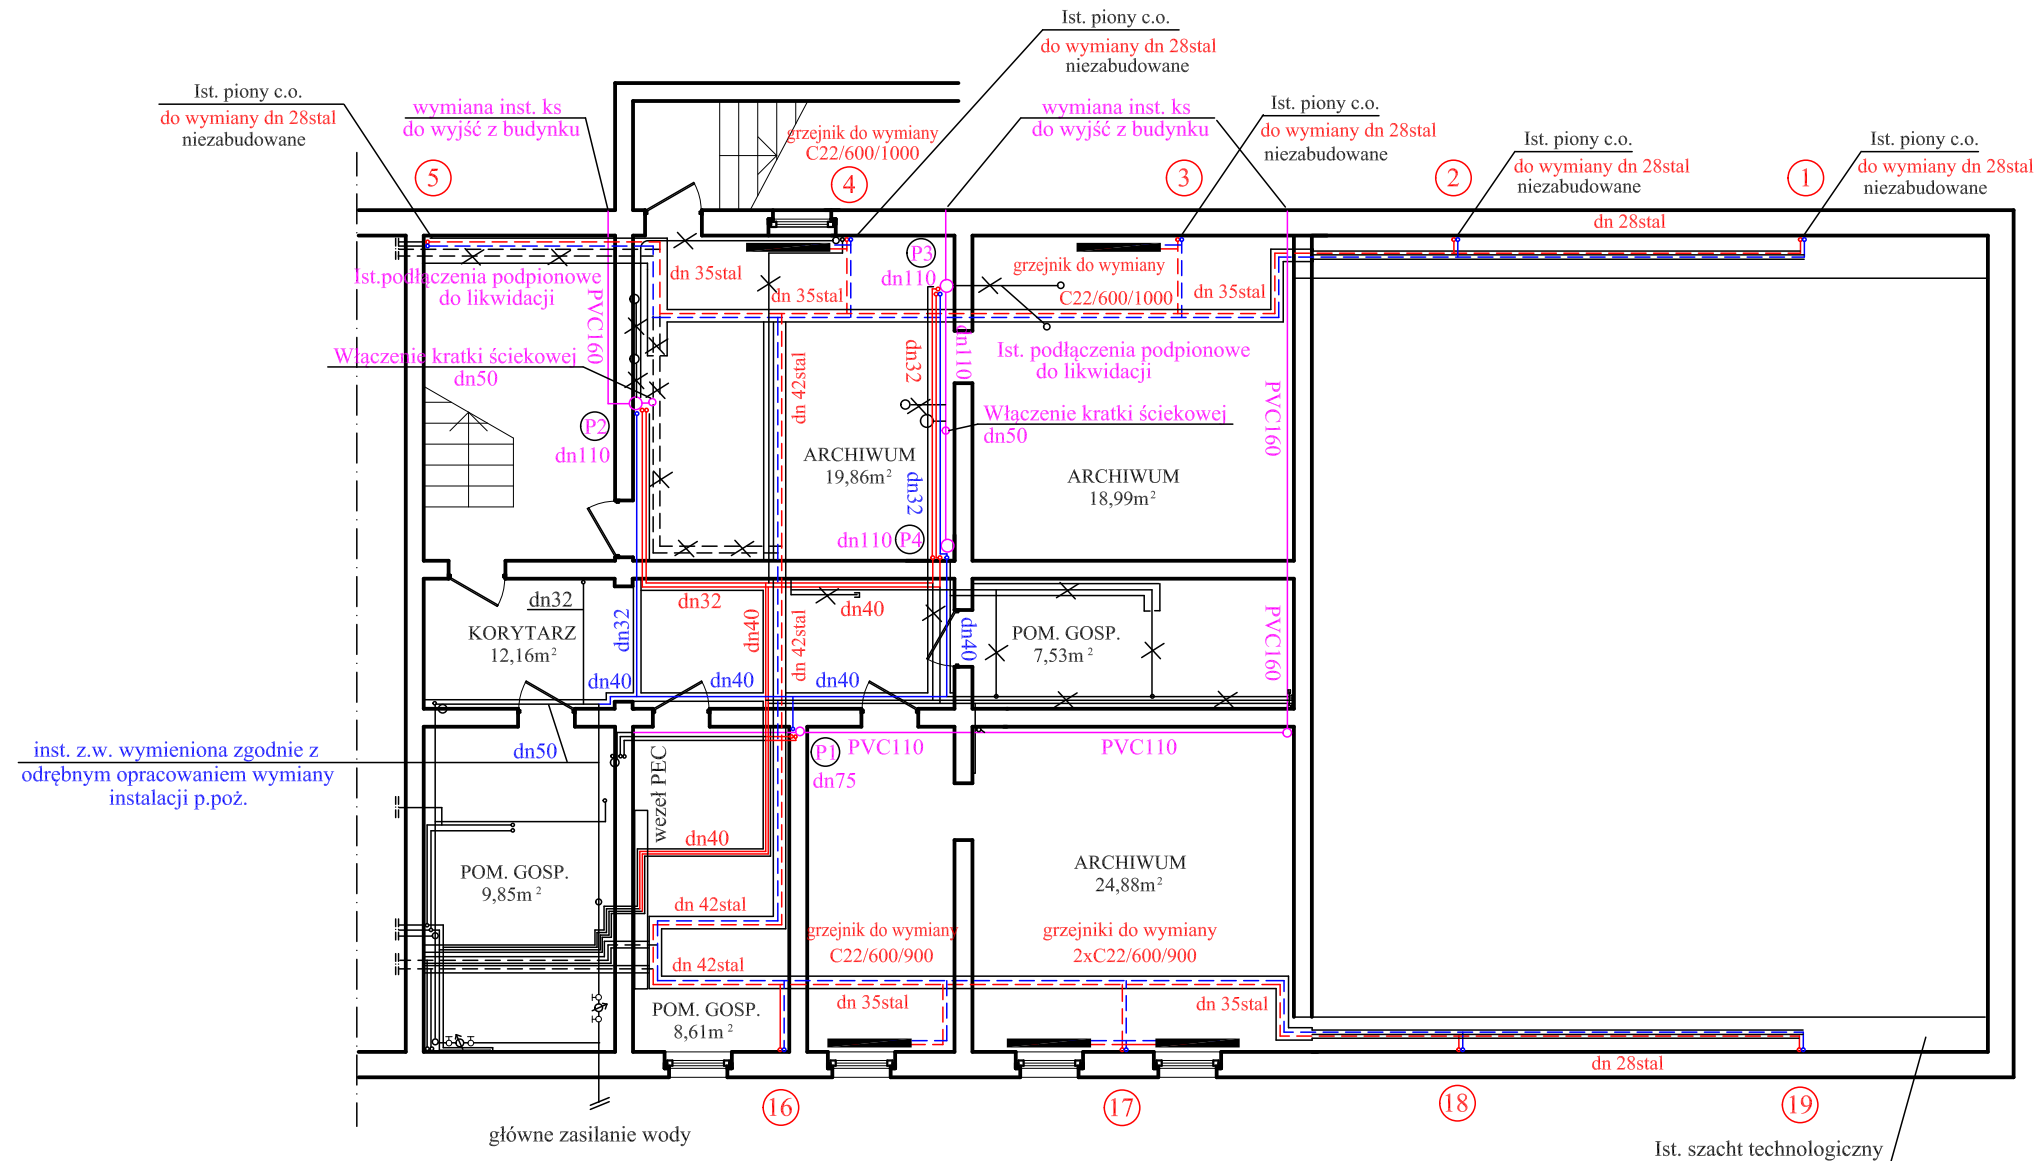 Ist. piony c.o.
do wymiany dn 28stal
niezabudowane
Ist. piony c.o.
do wymiany dn 28stal
niezabudowane
wymiana inst. ks
do wyjść z budynku
grzejnik do wymiany
C22/600/1000
wymiana inst. ks
do wyjść z budynku
Ist. piony c.o.
do wymiany dn 28stal
niezabudowane
Ist. piony c.o.
do wymiany dn 28stal
niezabudowane
Ist. piony c.o.
do wymiany dn 28stal
niezabudowane
5
4
3
2
1
dn 28stal
P3
dn110
dn 35stal
dn 35stal
grzejnik do wymiany
C22/600/1000
dn 35stal
Ist.podłączenia podpionowe
do likwidacji
PVC160
Włączenie kratki ściekowej
dn50
dn 42stal
dn32
dn110
Ist. podłączenia podpionowe
do likwidacji
PVC160
Włączenie kratki ściekowej
dn50
P2
dn110
ARCHIWUM
19,86m²
dn32
ARCHIWUM
18,99m²
dn110
P4
dn32
dn32
dn32
dn40
dn 42stal
dn40
dn40
PVC160
KORYTARZ
12,16m²
POM. GOSP.
7,53m²
dn40
dn40
dn40
inst. z.w. wymieniona zgodnie z
odrębnym opracowaniem wymiany
instalacji p.poż.
dn50
wezeł PEC
P1
dn75
PVC110
PVC110
dn40
POM. GOSP.
9,85m²
ARCHIWUM
24,88m²
dn 42stal
grzejnik do wymiany
C22/600/900
grzejniki do wymiany
2xC22/600/900
dn 42stal
dn 35stal
dn 35stal
POM. GOSP.
8,61m²
dn 28stal
16
17
18
19
główne zasilanie wody
Ist. szacht technologiczny